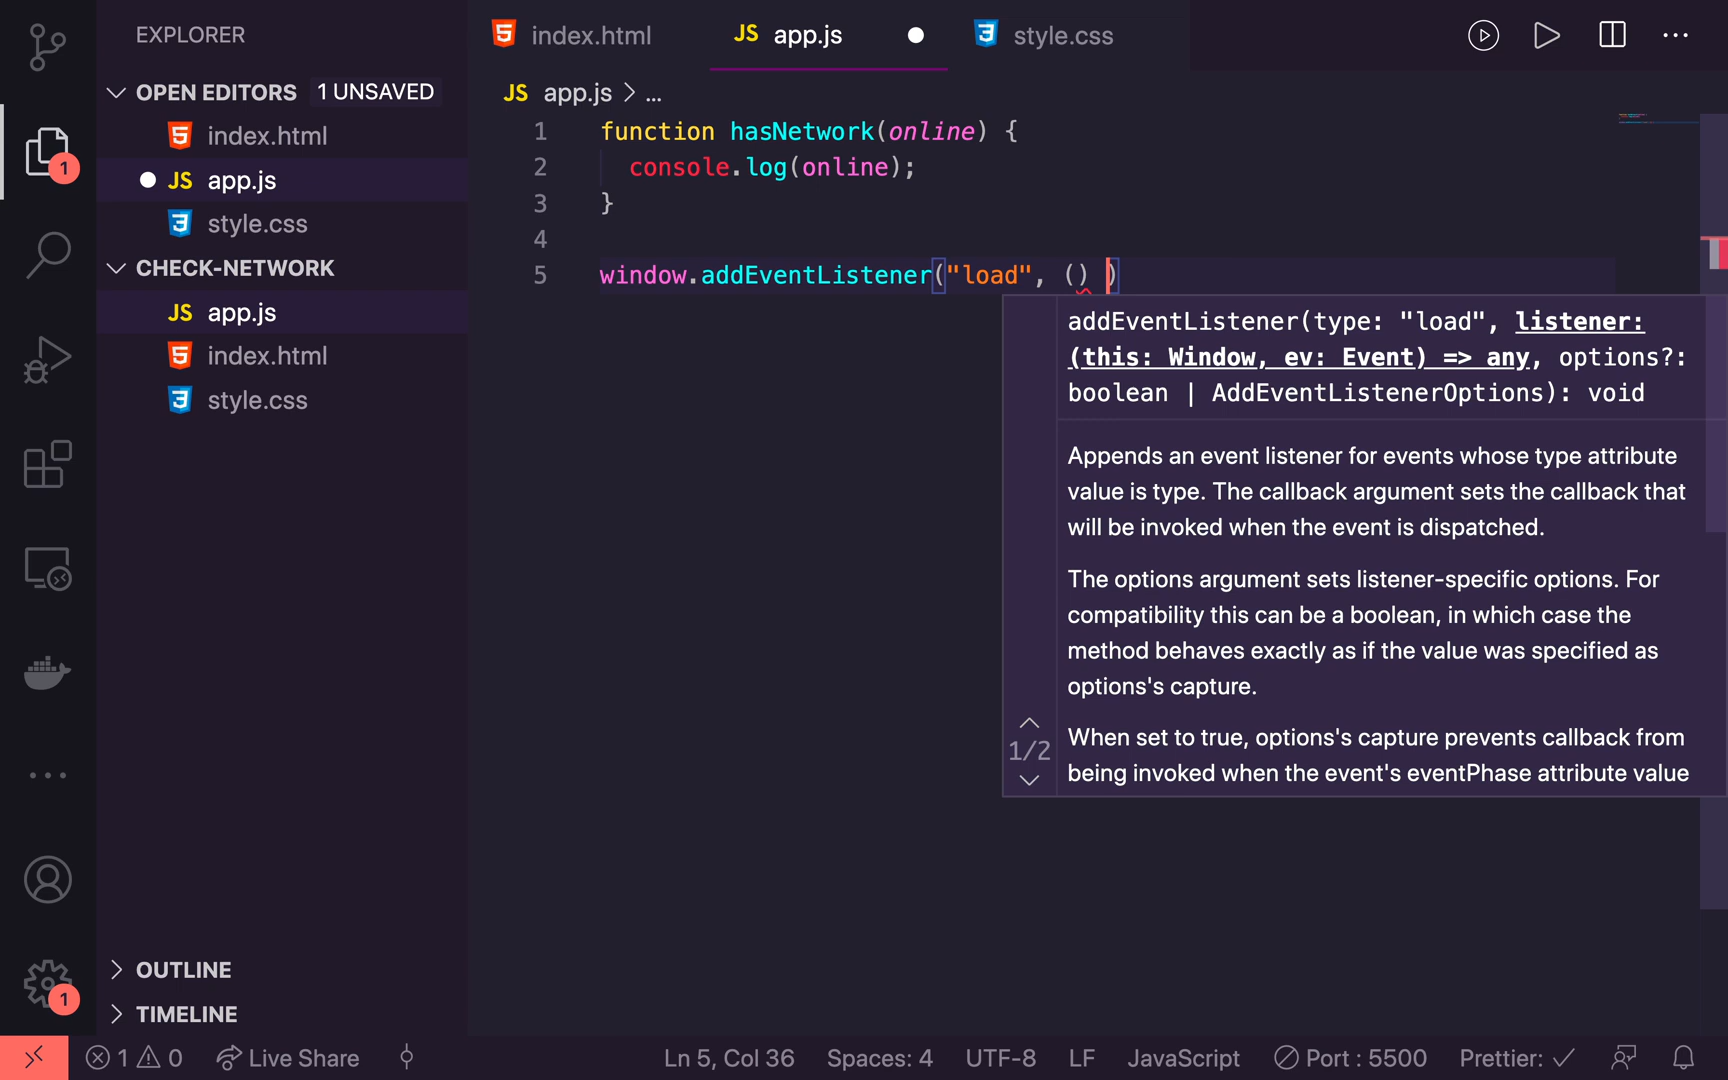 EXPLORER
index.html
JS app.js
style.css
OPEN EDITORS 1 UNSAVED
JS app.js > ...
index.html
1 function hasNetwork(online) {
1
2 console.log(online);
JS app.js
3 }
style.css
4
CHECK-NETWORK
5 window.addEventListener("load", () )
JS app.js
addEventListener(type: "load", listener:
index.html
(this: Window, ev: Event) => any, options?:
style.css
boolean | AddEventListenerOptions): void
Appends an event listener for events whose type attribute
value is type. The callback argument sets the callback that
will be invoked when the event is dispatched.
The options argument sets listener-specific options. For
compatibility this can be a boolean, in which case the
method behaves exactly as if the value was specified as
options's capture.
1/2
When set to true, options's capture prevents callback from
being invoked when the event's eventPhase attribute value
OUTLINE
1
TIMELINE
1 0 Live Share Ln 5, Col 36 Spaces: 4 UTF-8 LF JavaScript Port : 5500 Prettier: ✓